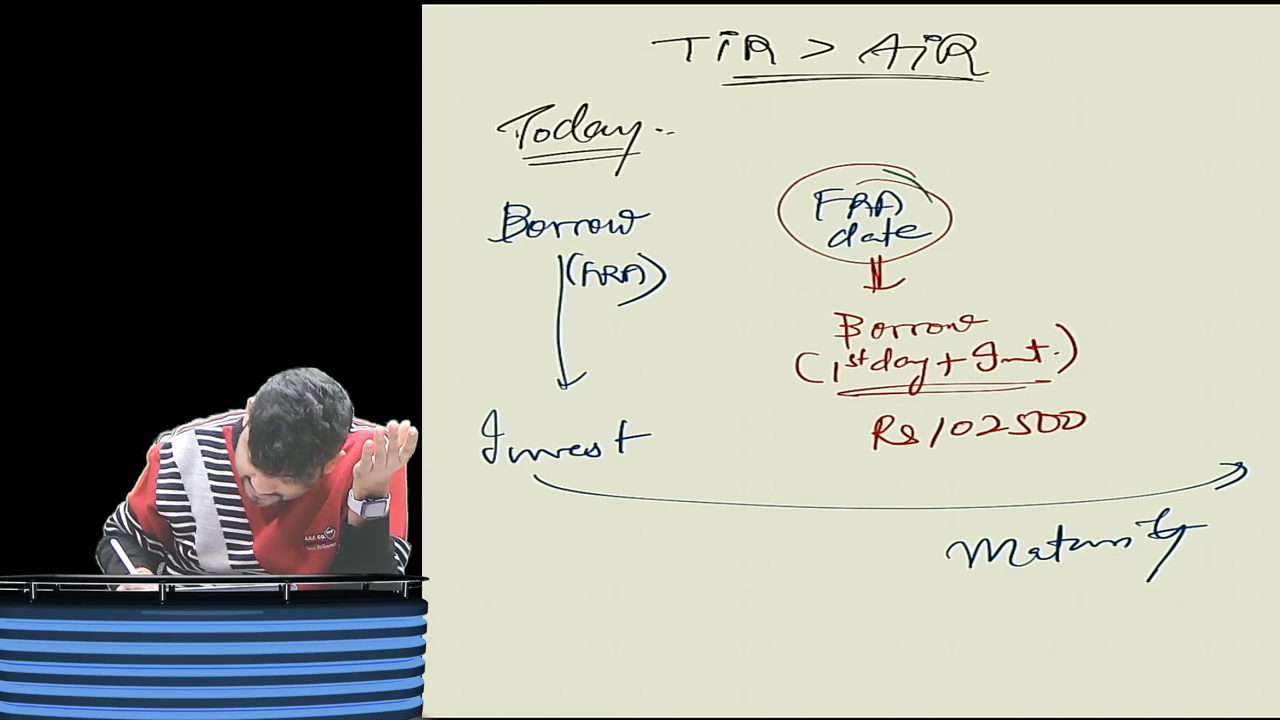 TiR > AiR
Today..
Borrow
(FRA)
Invest
FRA
date
Borrow
(1st day + Int.)
Rs 102500
Maturity